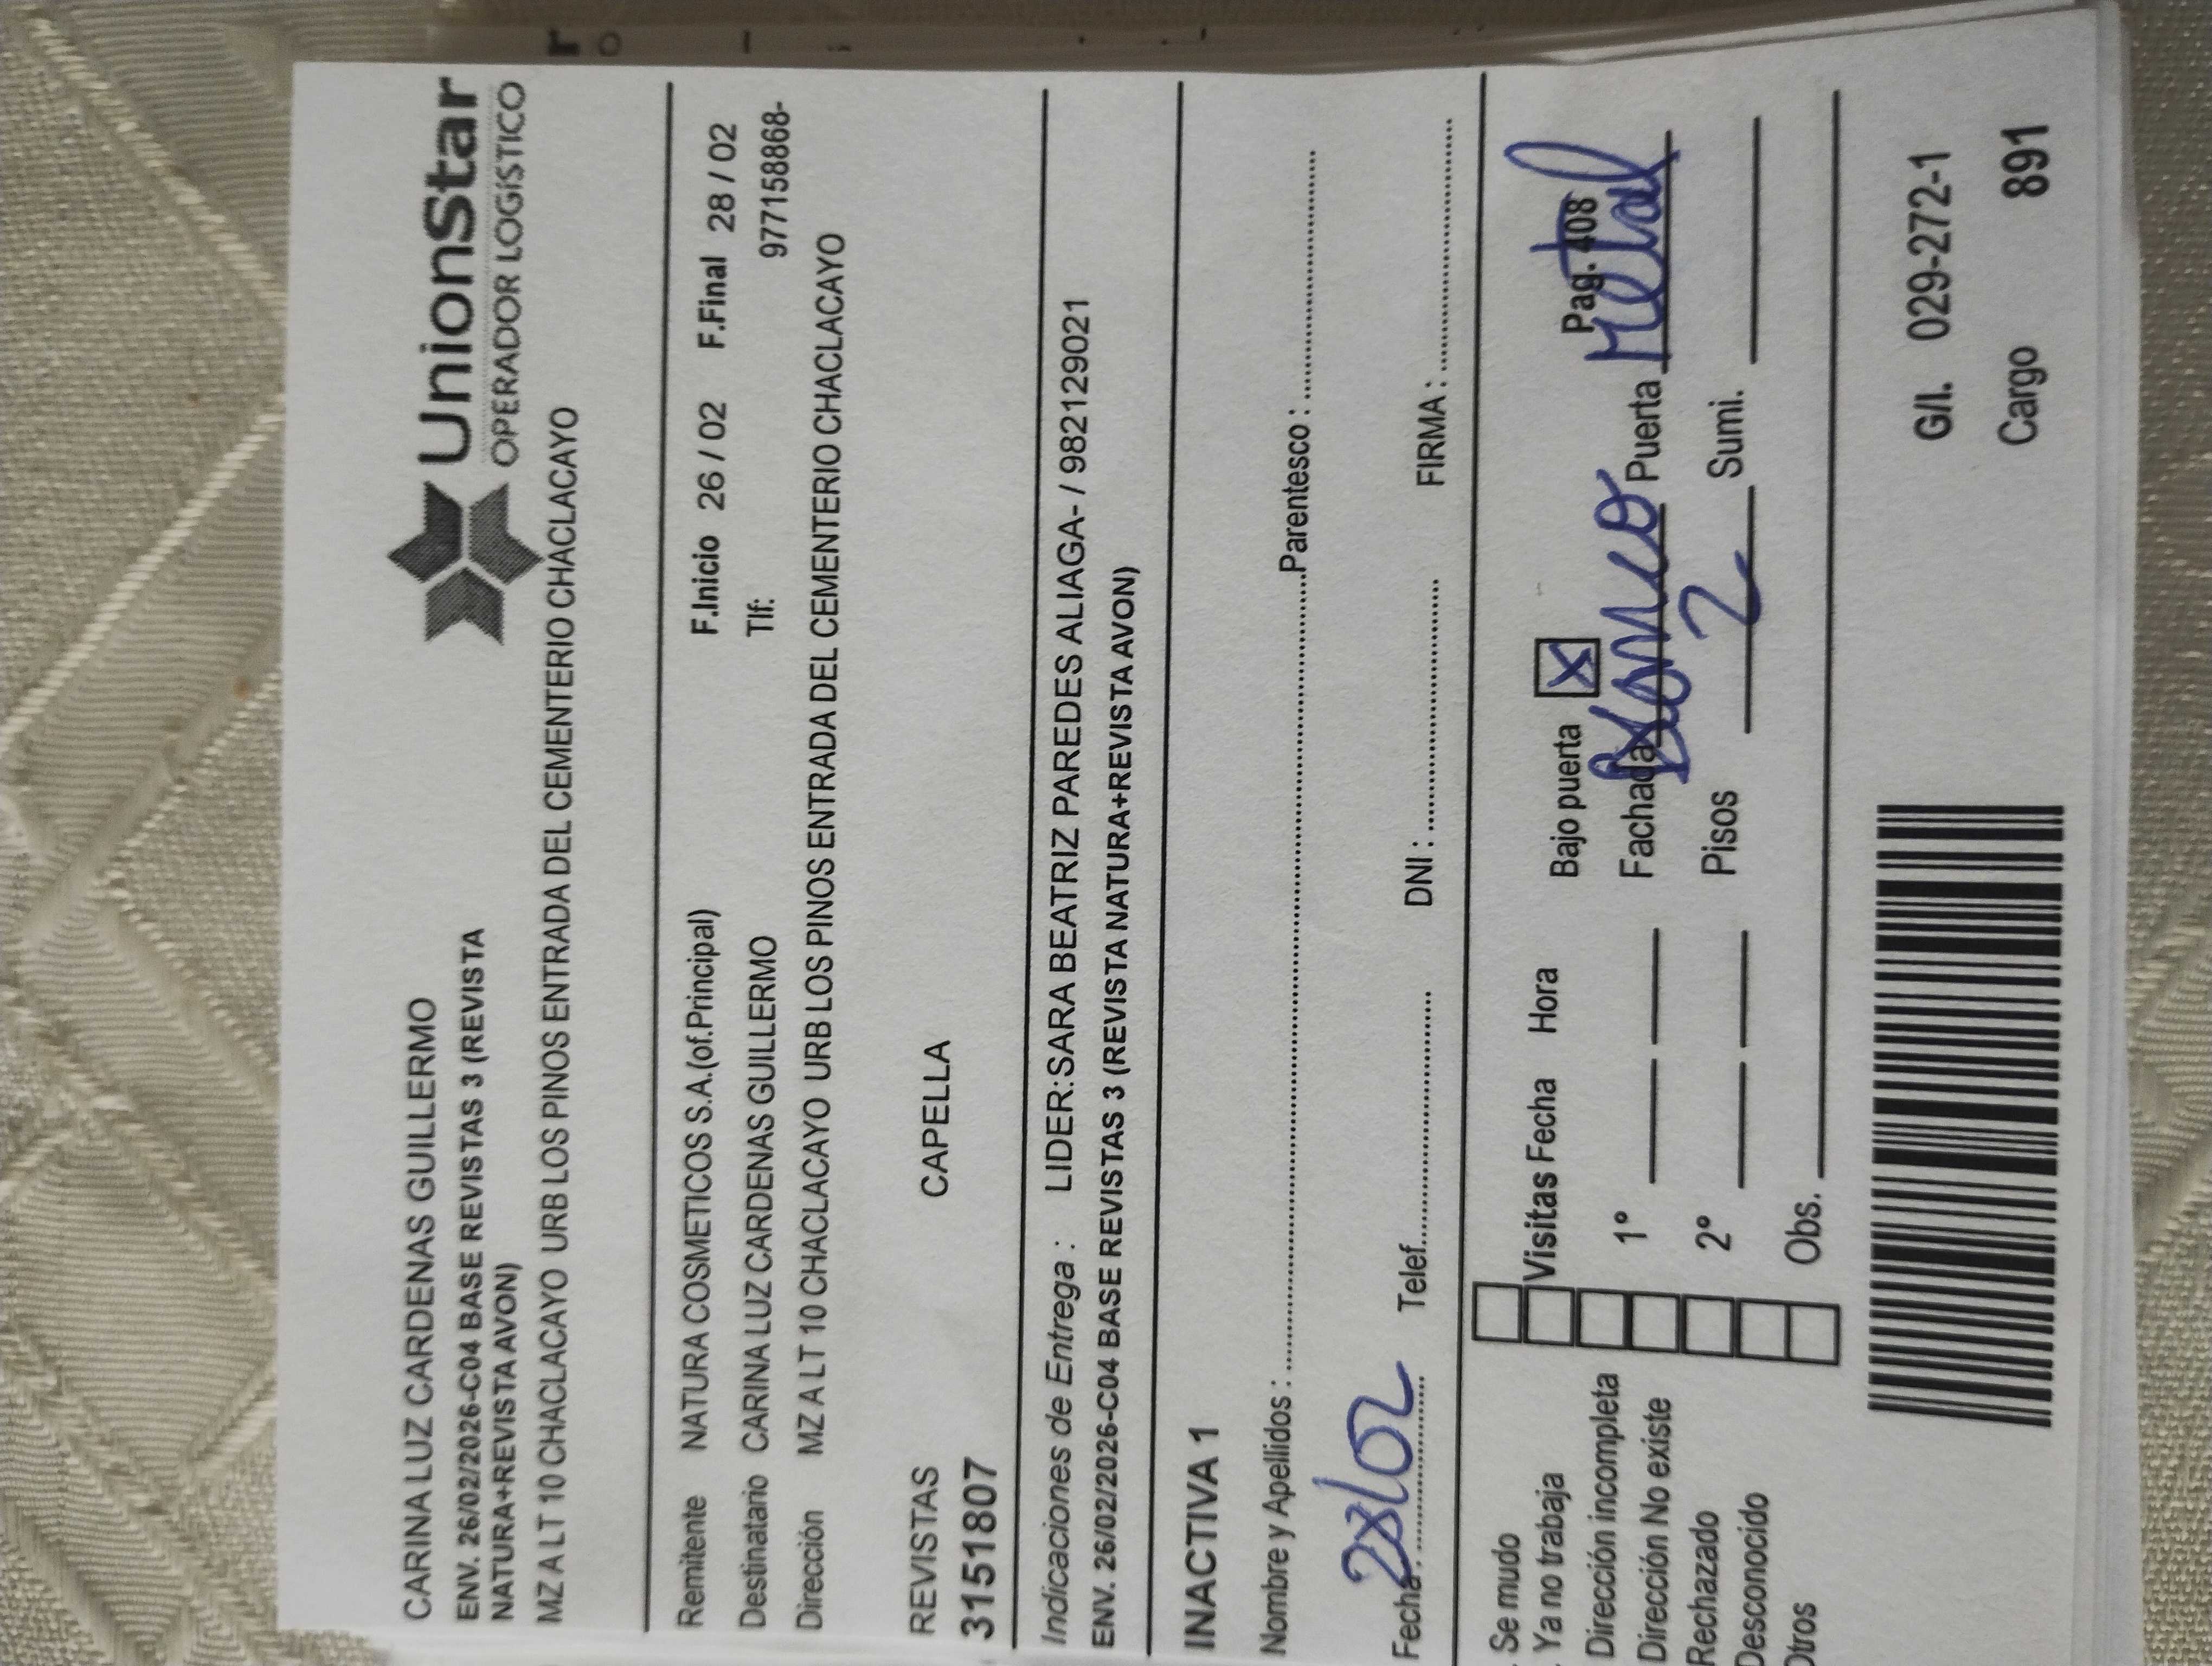 UnionStar
OPERADOR LOGÍSTICO
CARINA LUZ CARDENAS GUILLERMO
ENV. 26/02/2026-C04 BASE REVISTAS 3 (REVISTA
NATURA+REVISTA AVON)
MZ A LT 10 CHACLACAYO URB LOS PINOS ENTRADA DEL CEMENTERIO CHACLACAYO
Remitente NATURA COSMETICOS S.A.(of.Principal) F.Inicio 26 / 02 F.Final 28 / 02
Destinatario CARINA LUZ CARDENAS GUILLERMO Tlf: 977158868-
Dirección MZ A LT 10 CHACLACAYO URB LOS PINOS ENTRADA DEL CEMENTERIO CHACLACAYO
REVISTAS CAPELLA
3151807
Indicaciones de Entrega : LIDER:SARA BEATRIZ PAREDES ALIAGA- / 982129021
ENV. 26/02/2026-C04 BASE REVISTAS 3 (REVISTA NATURA+REVISTA AVON)
INACTIVA 1
Nombre y Apellidos : Parentesco :
Fecha: 28/02 Telef. DNI : FIRMA :
Se mudo
Ya no trabaja
Dirección incompleta
Dirección No existe
Rechazado
Desconocido
Otros
Visitas Fecha Hora Bajo puerta X Pag. 408
1º Fachada Blanco Puerta Metal
2º Pisos 2 Sumi.
Obs.
G/I. 029-272-1
Cargo 891